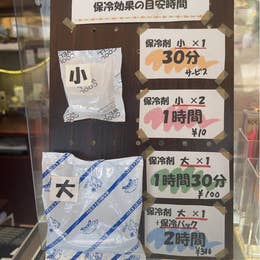 保冷効果の目安時間
小
保冷剤 小 ×1
30分
サービス
保冷剤 小 ×2
1時間
¥10
大
保冷剤 大 ×1
1時間30分
¥100
保冷剤 大 ×1
+保冷バック
2時間